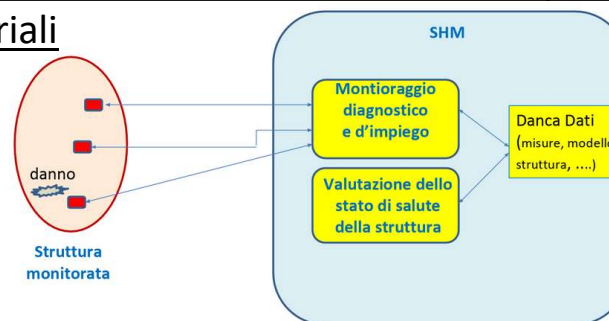 riali
SHM
Montioraggio
diagnostico
e d'impiego
Danca Dati
(misure, modello
struttura, ....)
danno
Valutazione dello
stato di salute
della struttura
Struttura
monitorata